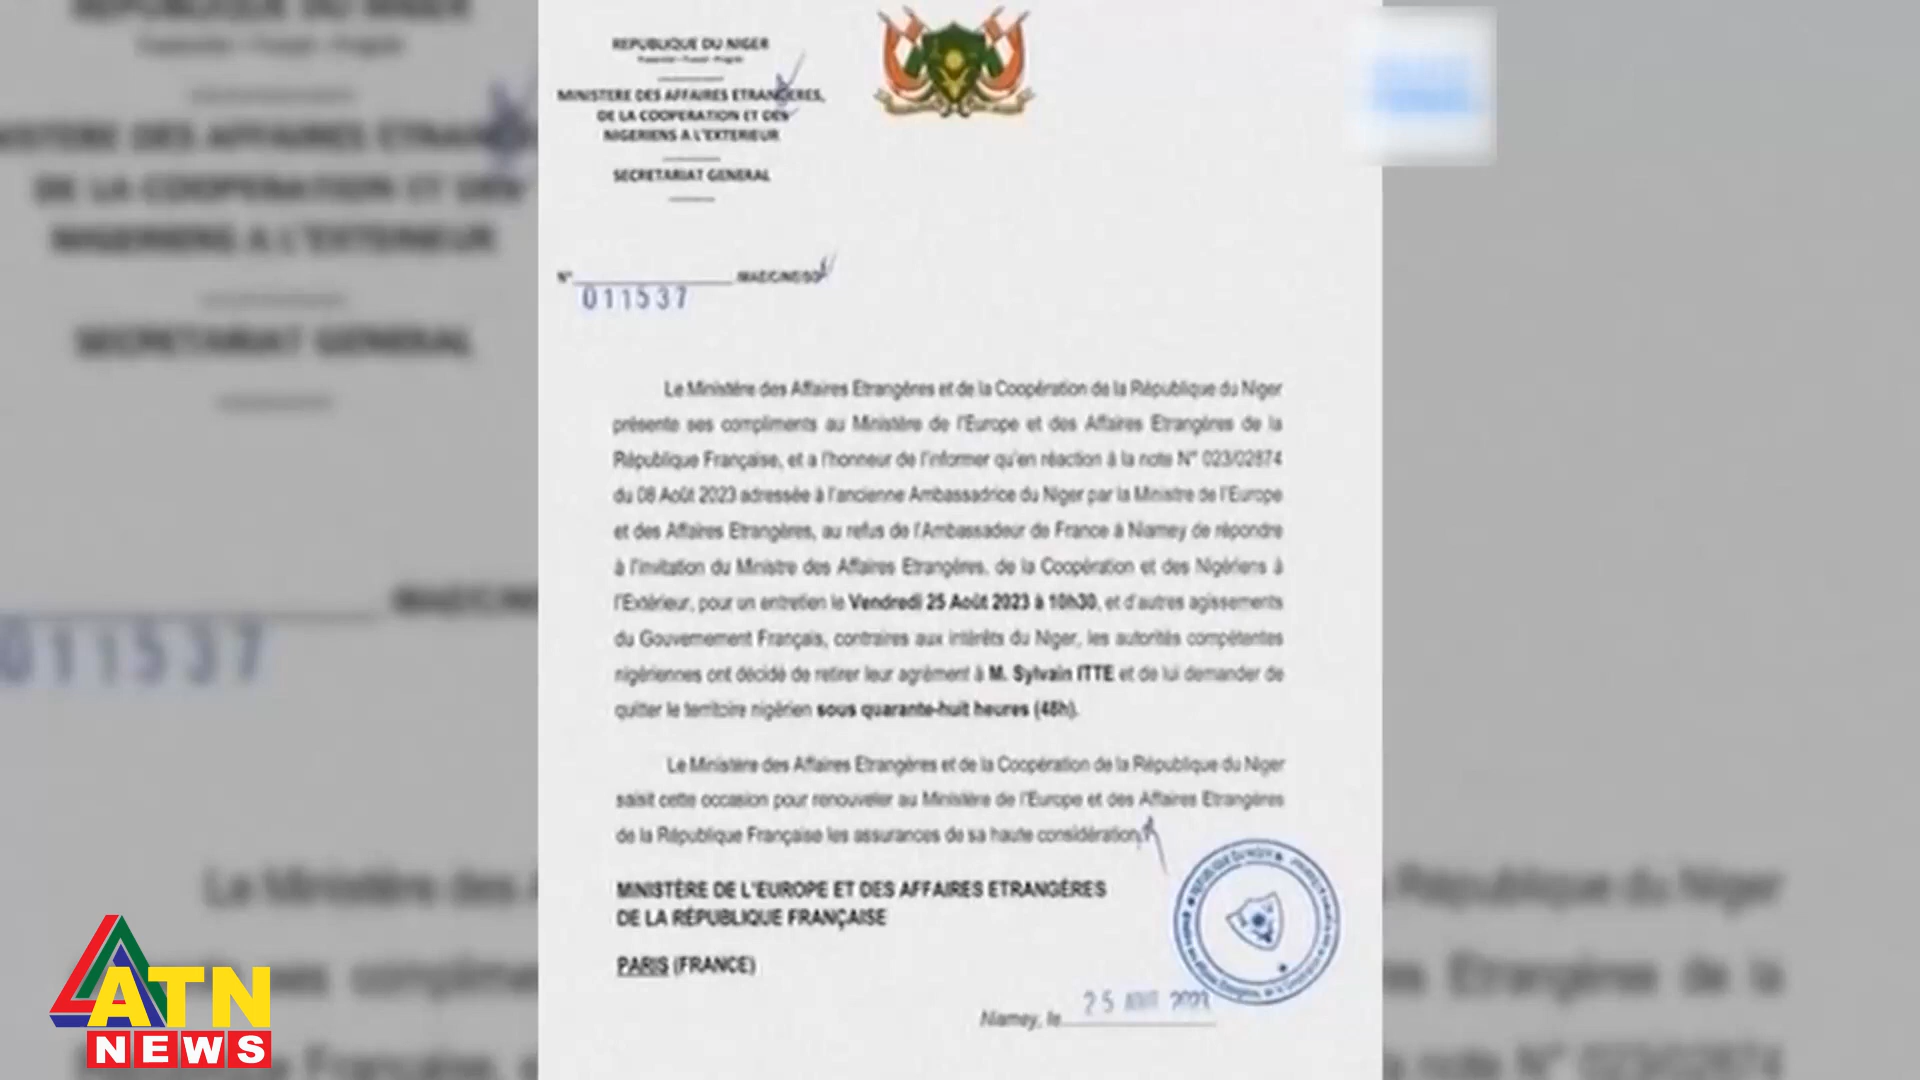 REPUBLIQUE DU NIGER
Fraternité - Travail - Progrès
MINISTERE DES AFFAIRES ETRANGERES,
DE LA COOPERATION ET DES
NIGERIENS A L'EXTERIEUR
SECRETARIAT GENERAL
N° 011537
Le Ministère des Affaires Etrangères et de la Coopération de la République du Niger
présente ses compliments au Ministère de l'Europe et des Affaires Etrangères de la
République Française, et a l'honneur de l'informer qu'en réaction à la note N° 023/02874
du 08 Août 2023 adressée à l'ancienne Ambassadrice du Niger par la Ministre de l'Europe
et des Affaires Etrangères, au refus de l'Ambassadeur de France à Niamey de répondre
à l'invitation du Ministre des Affaires Etrangères, de la Coopération et des Nigériens à
l'Extérieur, pour un entretien le Vendredi 25 Août 2023 à 10h30, et d'autres agissements
du Gouvernement Français, contraires aux intérêts du Niger, les autorités compétentes
nigériennes ont décidé de retirer leur agrément à M. Sylvain ITTE et de lui demander de
quitter le territoire nigérien sous quarante-huit heures (48h).
Le Ministère des Affaires Etrangères et de la Coopération de la République du Niger
saisit cette occasion pour renouveler au Ministère de l'Europe et des Affaires Etrangères
de la République Française les assurances de sa haute considération.
MINISTÈRE DE L'EUROPE ET DES AFFAIRES ETRANGÈRES
DE LA RÉPUBLIQUE FRANÇAISE
PARIS (FRANCE)
Niamey, le 25 AOUT 2023
ATN
NEWS